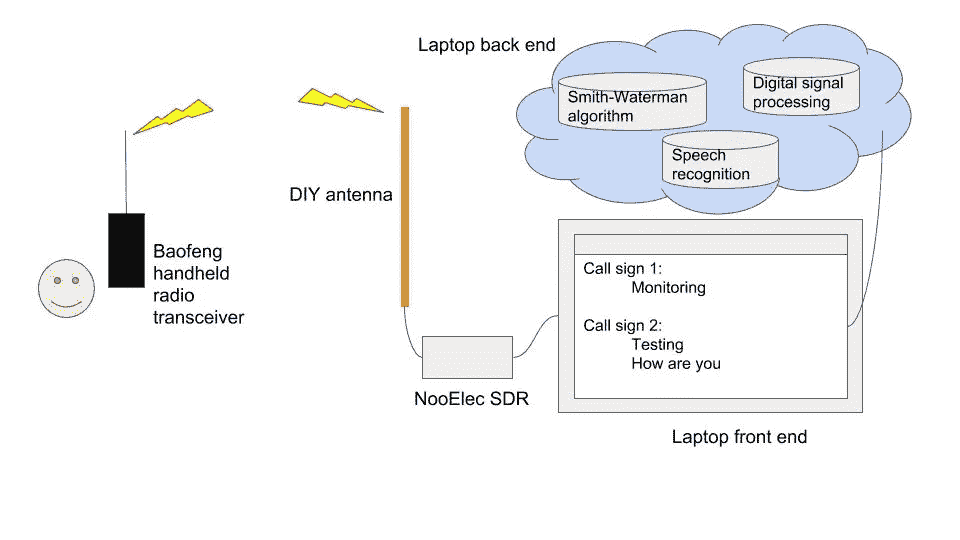 Laptop back end
Smith-Waterman
algorithm
Digital signal
processing
Speech
recognition
DIY antenna
Baofeng
handheld
radio
transceiver
NooElec SDR
Call sign 1:
Monitoring
Call sign 2:
Testing
How are you
Laptop front end